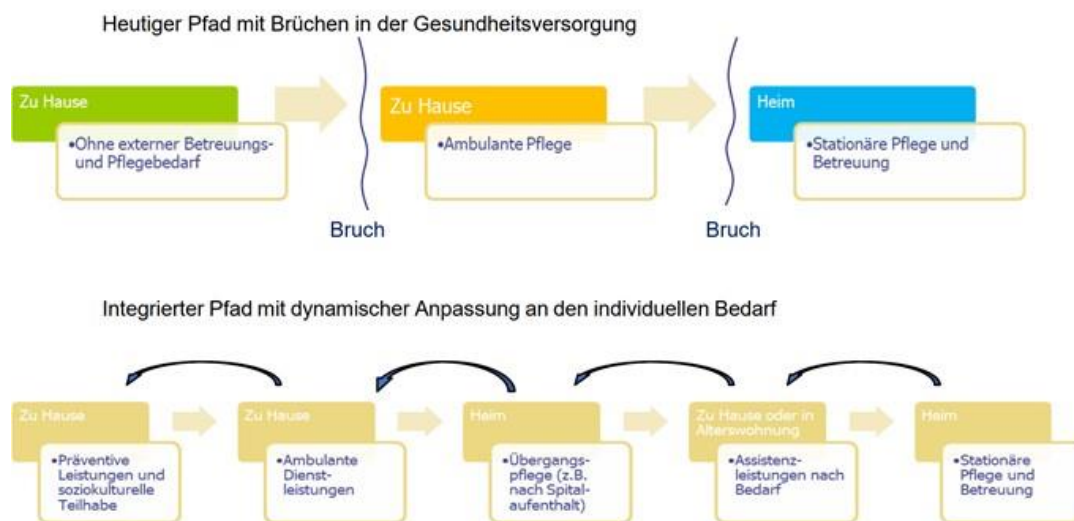 Heutiger Pfad mit Brüchen in der Gesundheitsversorgung
Zu Hause
•Ohne externer Betreuungs-
und Pflegebedarf
Zu Hause
•Ambulante Pflege
Heim
•Stationäre Pflege und
Betreuung
Bruch
Bruch
Integrierter Pfad mit dynamischer Anpassung an den individuellen Bedarf
Zu Hause
•Präventive
Leistungen und
soziokulturelle
Teilhabe
Zu Hause
•Ambulante
Dienst-
leistungen
Heim
•Übergangs-
pflege (z.B.
nach Spital-
aufenthalt)
Zu Hause oder in
Alterswohnung
•Assistenz-
leistungen nach
Bedarf
Heim
•Stationäre
Pflege und
Betreuung